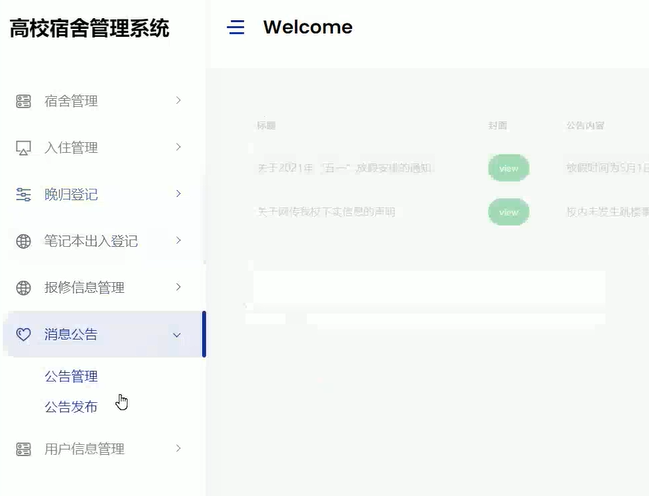 高校宿舍管理系统
Welcome
宿舍管理
入住管理
晚归登记
笔记本出入登记
报修信息管理
消息公告
公告管理
公告发布
用户信息管理
标题 封面 公告内容
关于2021年“五一”放假安排的通知 view 放假时间为5月1日
关于网传我校不实信息的声明 view 校内未发生跳楼事